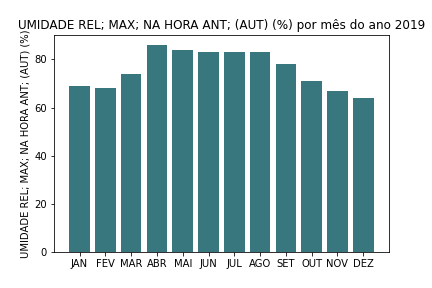 UMIDADE REL; MAX; NA HORA ANT; (AUT) (%) por mês do ano 2019
UMIDADE REL; MAX; NA HORA ANT; (AUT) (%)
80
60
40
20
0
JAN FEV MAR ABR MAI JUN JUL AGO SET OUT NOV DEZ